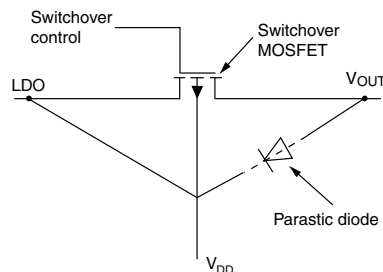 Switchover
control
Switchover
MOSFET
LDO
VOUT
Parastic diode
VDD